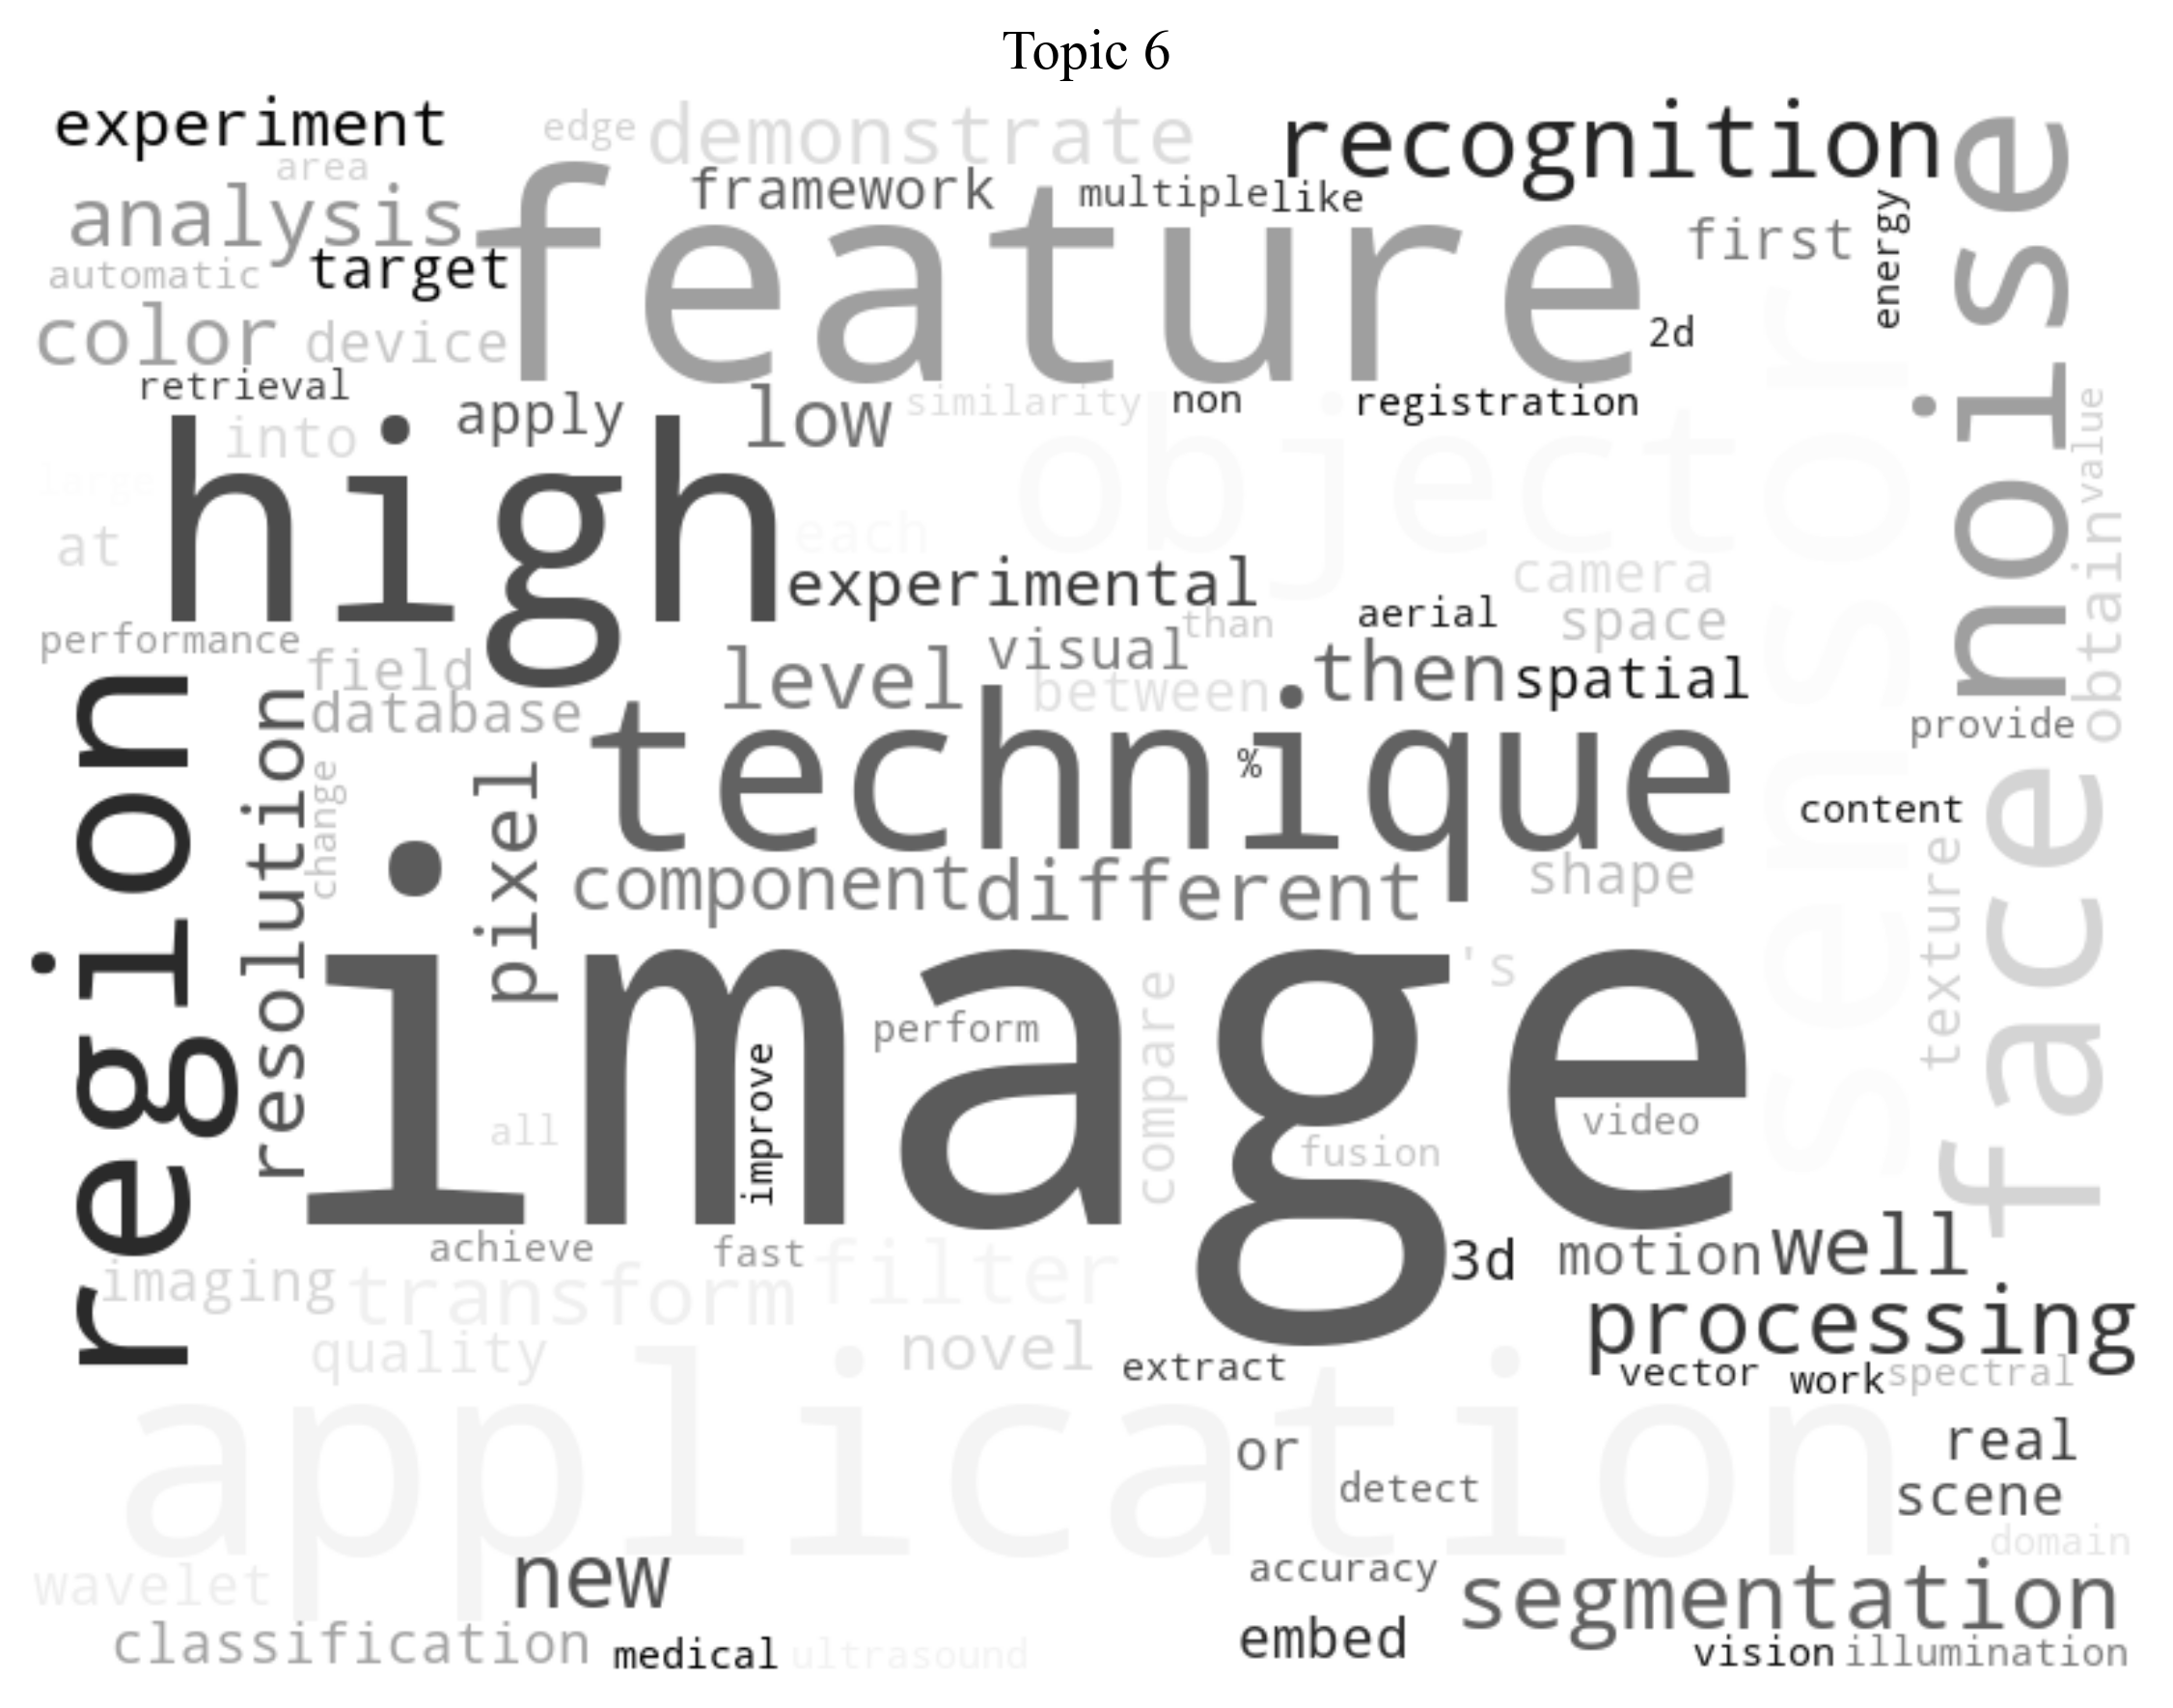 Topic 6
experiment
edge
demonstrate
recognition
area
framework
multiple
like
analysis
feature
first
energy
noise
automatic
target
color
device
2d
retrieval
apply
low
similarity
non
registration
into
high
object
sensor
value
large
at
each
experimental
camera
obtain
aerial
performance
field
than
space
visual
level
between
then
spatial
database
region
resolution
change
pixel
technique
%
provide
content
component
different
shape
texture
face
image
's
perform
compare
improve
all
video
fusion
achieve
fast
filter
3d
motion
well
imaging
transform
processing
quality
novel
extract
vector
work
spectral
application
or
real
detect
scene
domain
wavelet
new
accuracy
segmentation
classification
medical
ultrasound
embed
vision
illumination